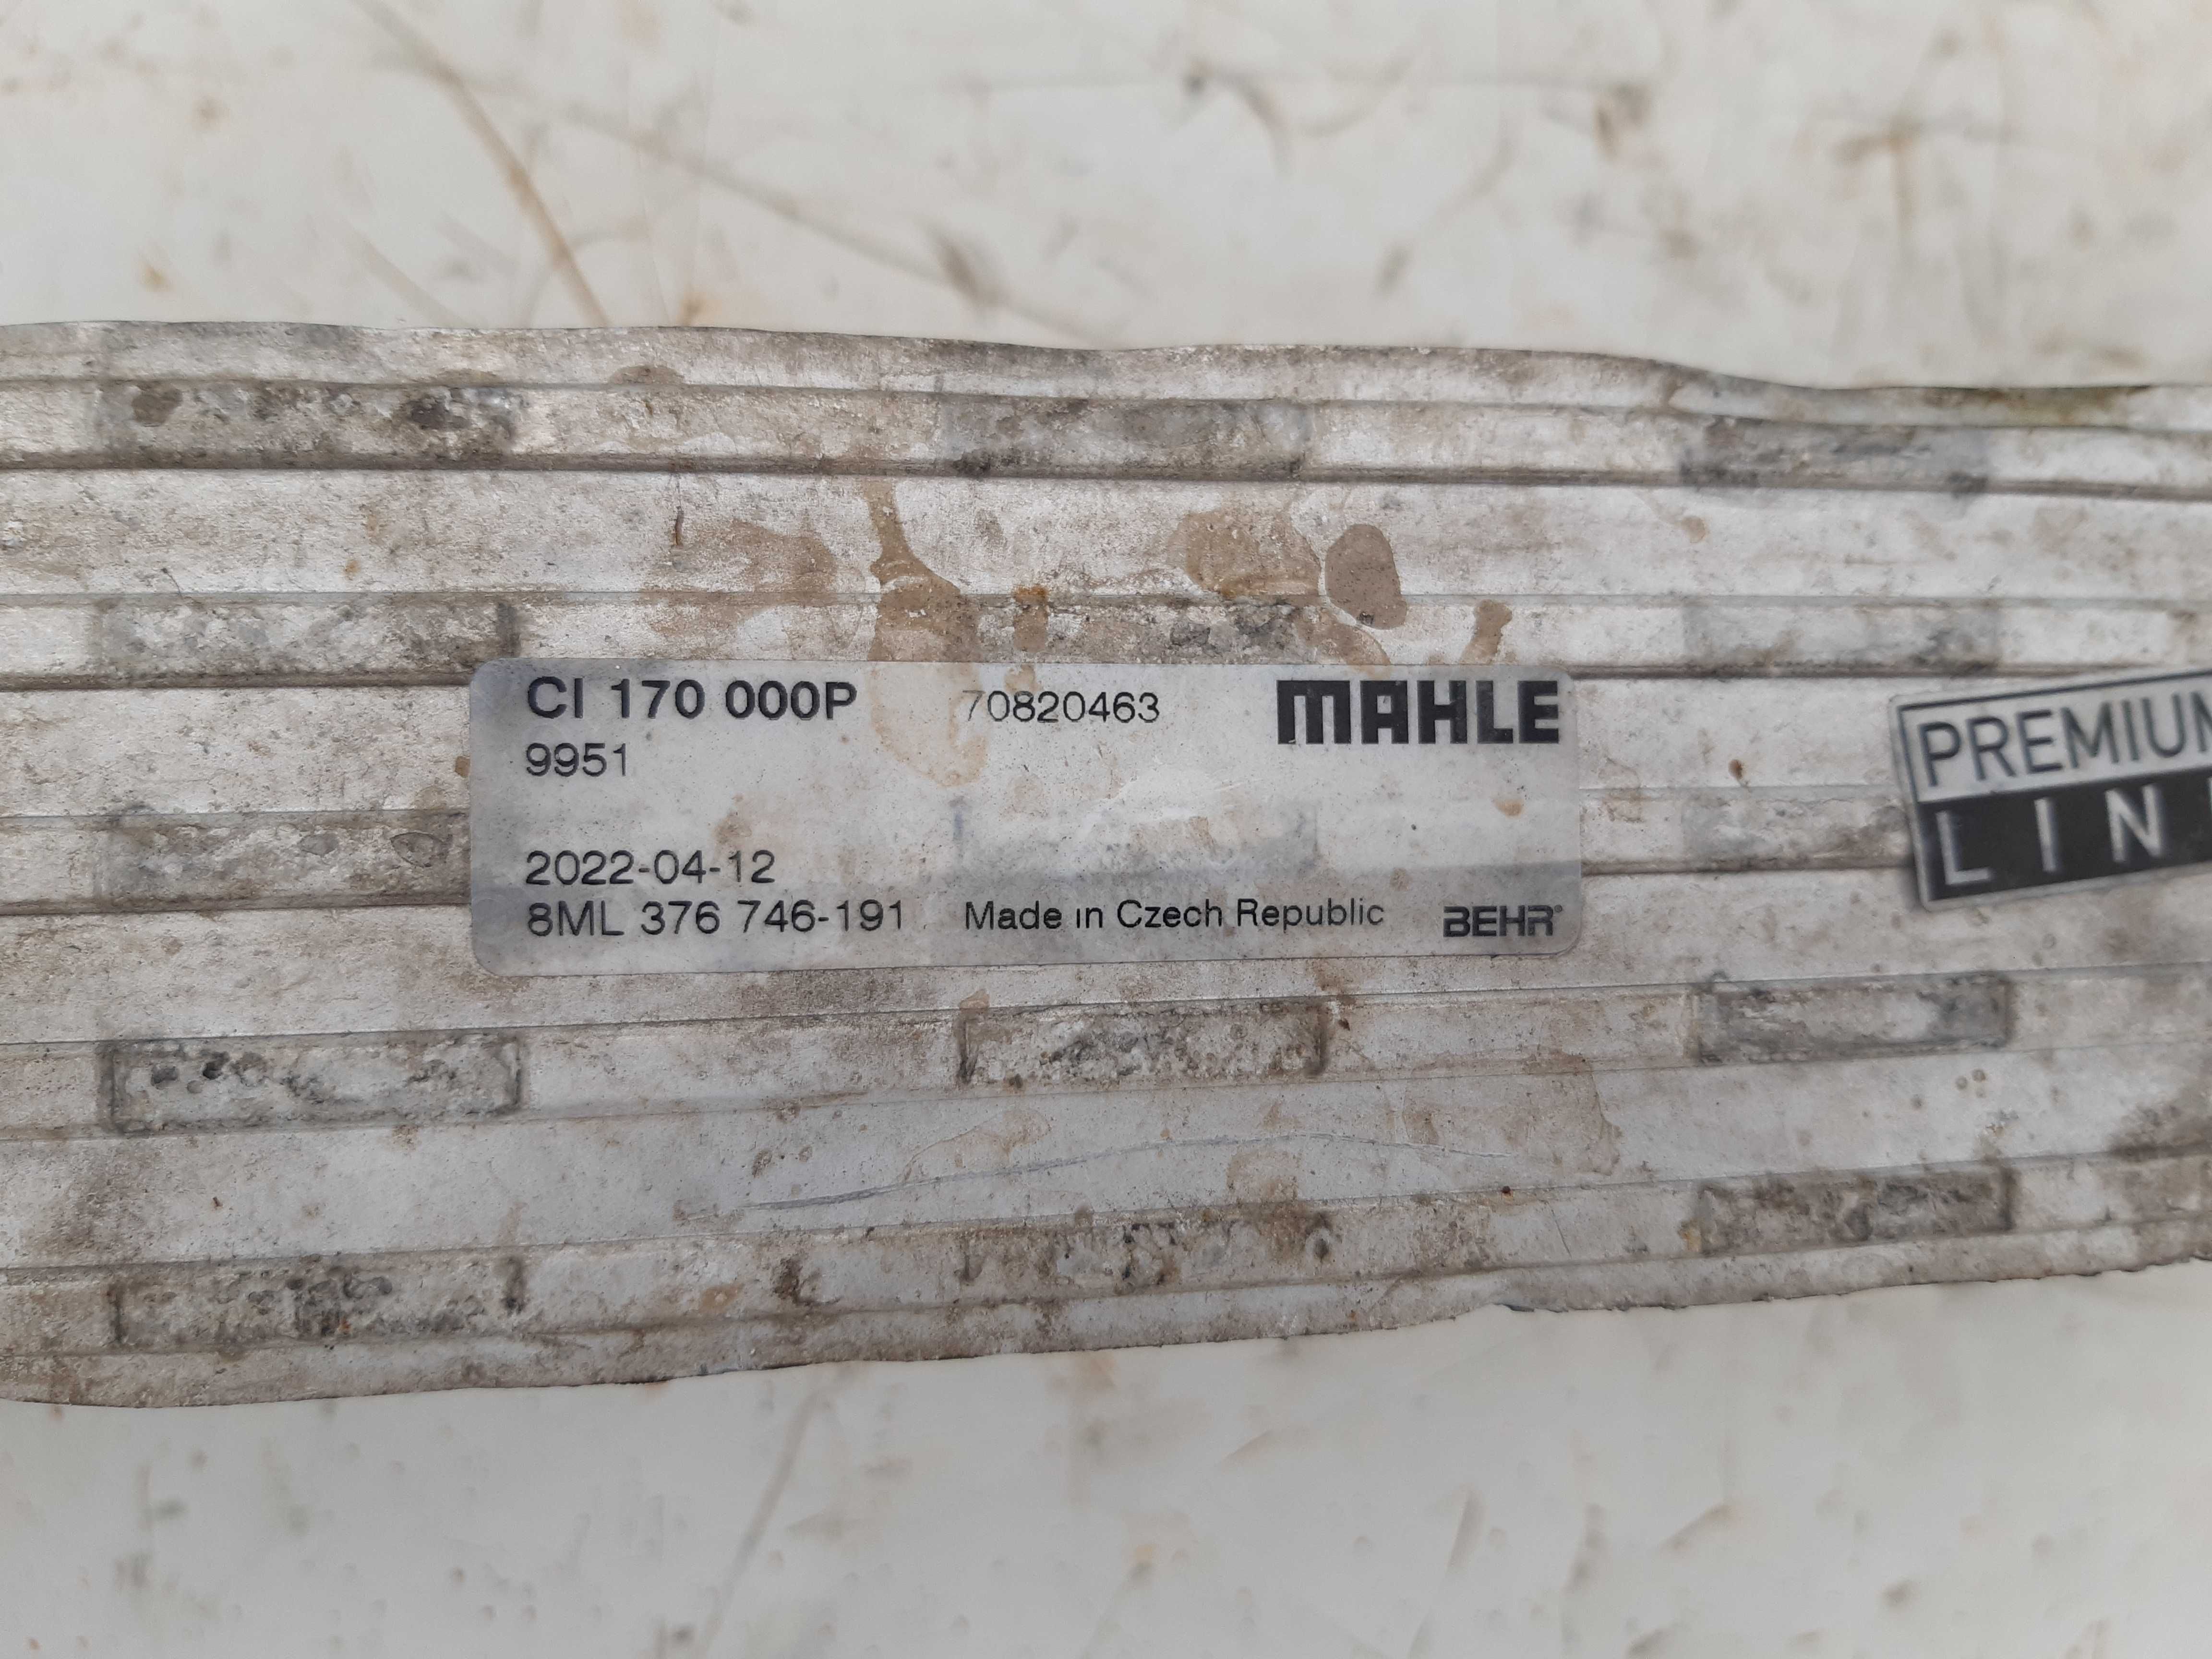 CI 170 000P 70820463 MAHLE
9951
2022-04-12
8ML 376 746-191 Made in Czech Republic BEHR®
PREMIUM
LIN